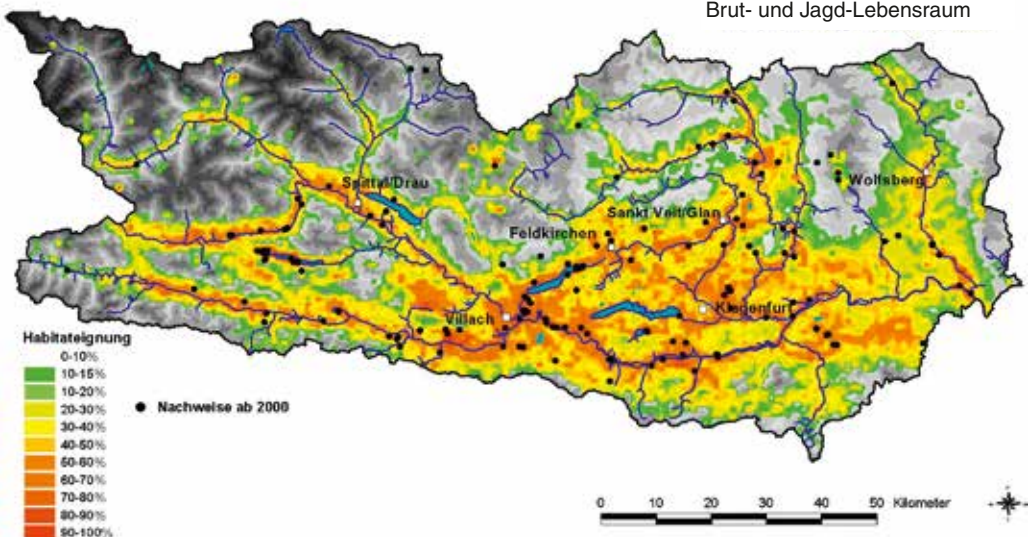 Brut- und Jagd-Lebensraum
Spittal/Drau
Wolfsberg
Sankt Veit/Glan
Feldkirchen
Klagenfurt
Villach
Habitateignung
0-10%
10-15%
10-20%
20-30%
30-40%
40-50%
50-60%
60-70%
70-80%
80-90%
90-100%
Nachweise ab 2000
0 10 20 30 40 50 Kilometer